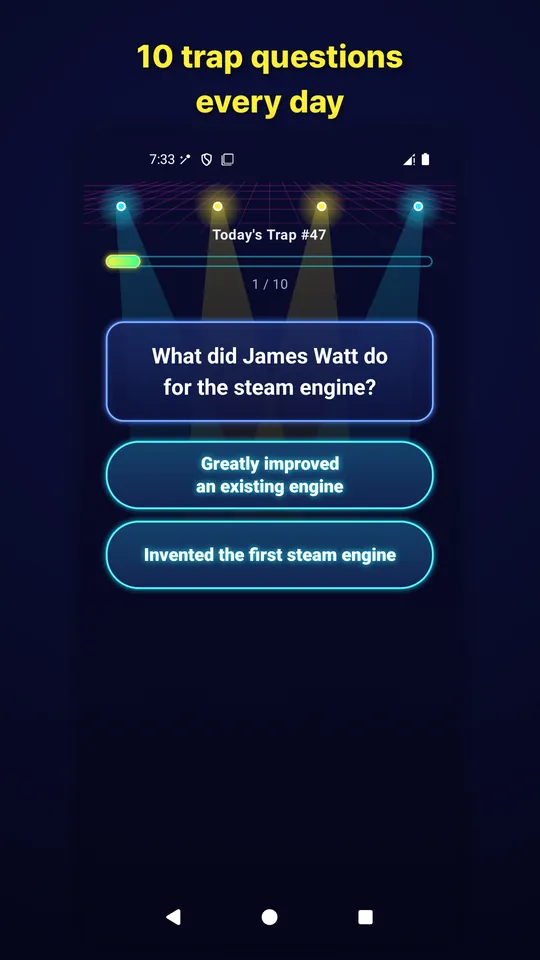 10 trap questions
every day
7:33
Today's Trap #47
1 / 10
What did James Watt do
for the steam engine?
Greatly improved
an existing engine
Invented the first steam engine